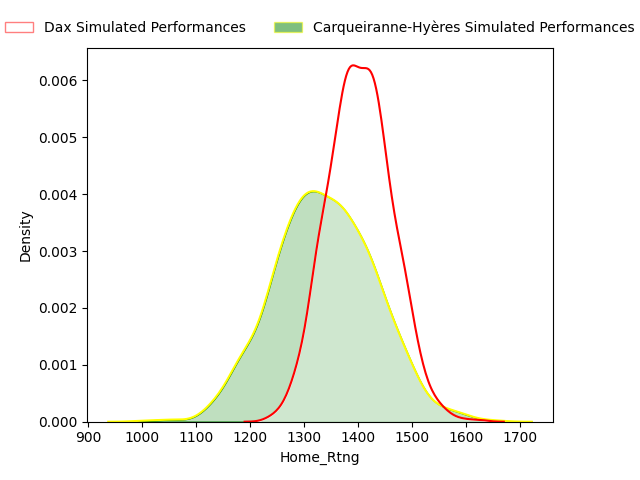 Dax Simulated Performances
Carqueiranne-Hyères Simulated Performances
Density
0.006
0.005
0.004
0.003
0.002
0.001
0.000
900 1000 1100 1200 1300 1400 1500 1600 1700
Home_Rtng